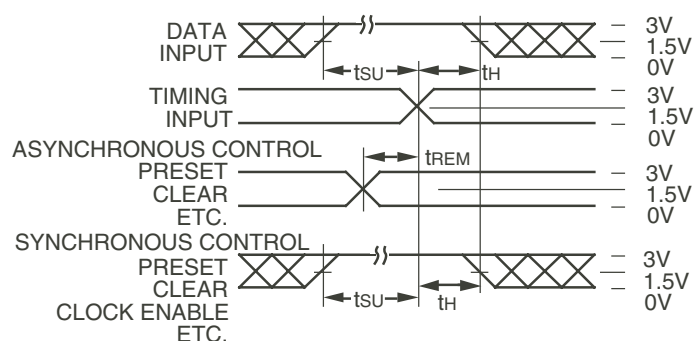 DATA
INPUT
3V
1.5V
0V
tSU
tH
TIMING
INPUT
3V
1.5V
0V
ASYNCHRONOUS CONTROL
PRESET
CLEAR
ETC.
tREM
3V
1.5V
0V
SYNCHRONOUS CONTROL
PRESET
CLEAR
CLOCK ENABLE
ETC.
tSU
tH
3V
1.5V
0V